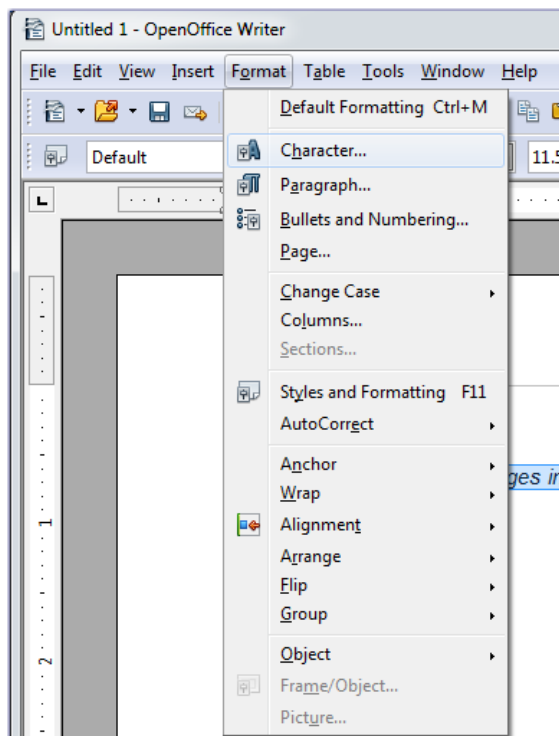 Untitled 1 - OpenOffice Writer
File Edit View Insert Format Table Tools Window Help
Default Formatting Ctrl+M
Default
Character...
11.5
Paragraph...
Bullets and Numbering...
Page...
Change Case
Columns...
Sections...
Styles and Formatting F11
AutoCorrect
Anchor
ges in
Wrap
1
Alignment
Arrange
Flip
Group
Object
2
Frame/Object...
Picture...